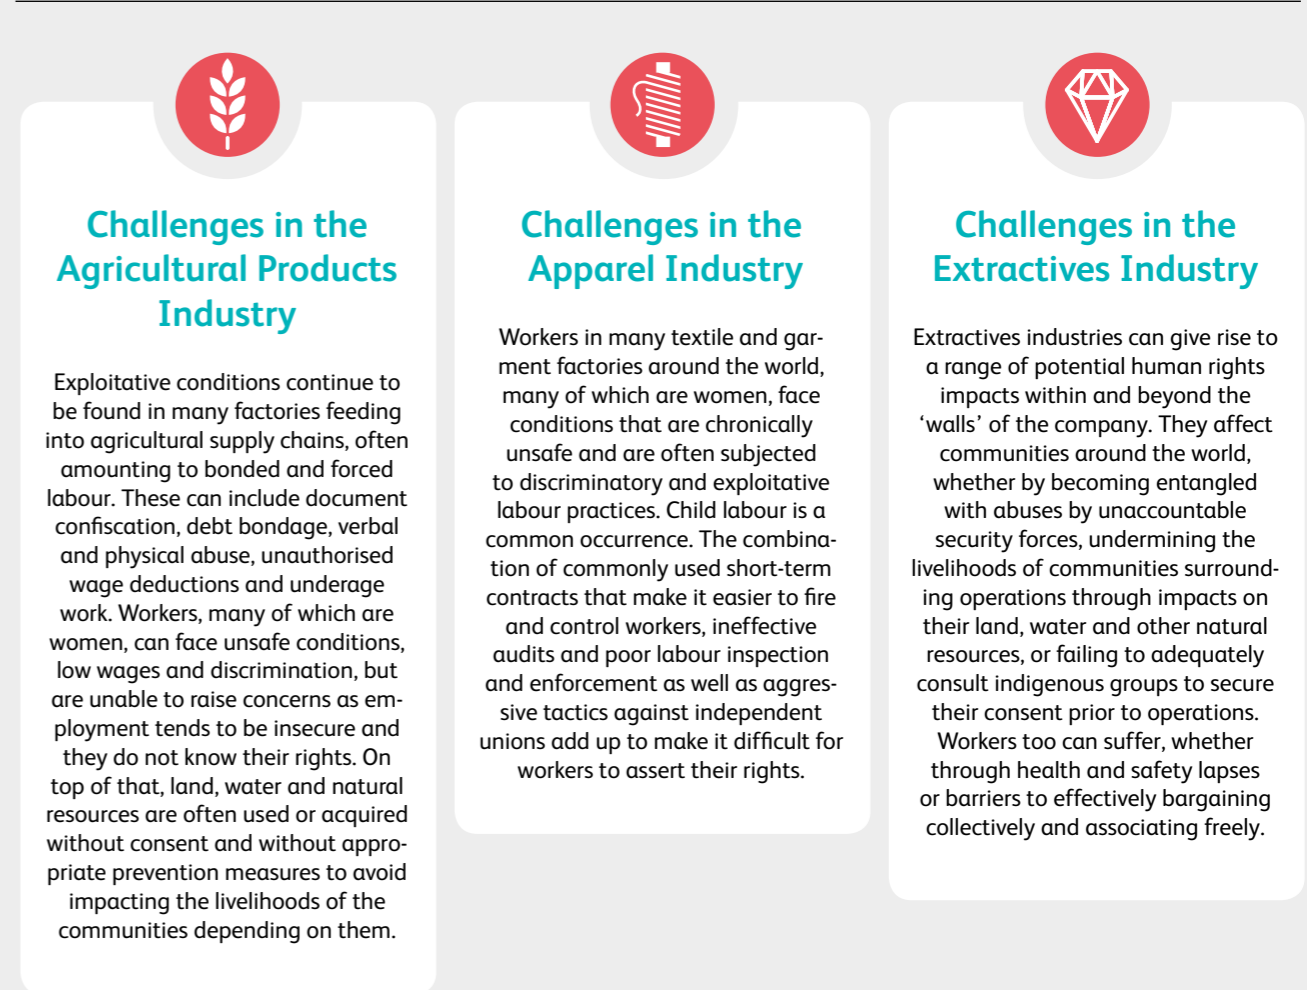 Challenges in the
Agricultural Products
Industry
Exploitative conditions continue to
be found in many factories feeding
into agricultural supply chains, often
amounting to bonded and forced
labour. These can include document
confiscation, debt bondage, verbal
and physical abuse, unauthorised
wage deductions and underage
work. Workers, many of which are
women, can face unsafe conditions,
low wages and discrimination, but
are unable to raise concerns as em-
ployment tends to be insecure and
they do not know their rights. On
top of that, land, water and natural
resources are often used or acquired
without consent and without appro-
priate prevention measures to avoid
impacting the livelihoods of the
communities depending on them.
Challenges in the
Apparel Industry
Workers in many textile and gar-
ment factories around the world,
many of which are women, face
conditions that are chronically
unsafe and are often subjected
to discriminatory and exploitative
labour practices. Child labour is a
common occurrence. The combina-
tion of commonly used short-term
contracts that make it easier to fire
and control workers, ineffective
audits and poor labour inspection
and enforcement as well as aggres-
sive tactics against independent
unions add up to make it difficult for
workers to assert their rights.
Challenges in the
Extractives Industry
Extractives industries can give rise to
a range of potential human rights
impacts within and beyond the
‘walls’ of the company. They affect
communities around the world,
whether by becoming entangled
with abuses by unaccountable
security forces, undermining the
livelihoods of communities surround-
ing operations through impacts on
their land, water and other natural
resources, or failing to adequately
consult indigenous groups to secure
their consent prior to operations.
Workers too can suffer, whether
through health and safety lapses
or barriers to effectively bargaining
collectively and associating freely.